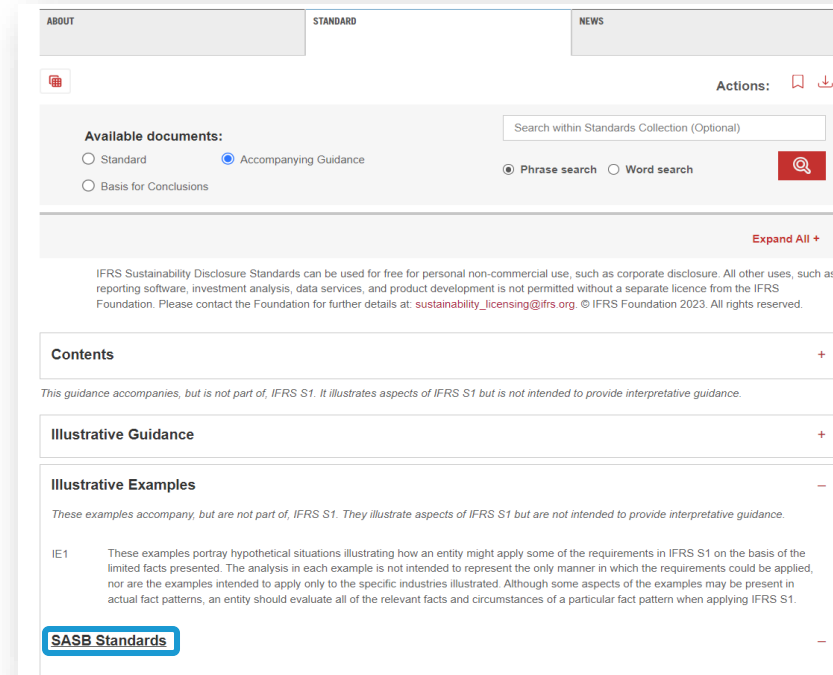 ABOUT
STANDARD
NEWS
Actions:
Available documents:
Standard
Accompanying Guidance
Basis for Conclusions
Search within Standards Collection (Optional)
Phrase search
Word search
Expand All +
IFRS Sustainability Disclosure Standards can be used for free for personal non-commercial use, such as corporate disclosure. All other uses, such as
reporting software, investment analysis, data services, and product development is not permitted without a separate licence from the IFRS
Foundation. Please contact the Foundation for further details at: sustainability_licensing@ifrs.org. © IFRS Foundation 2023. All rights reserved.
Contents +
This guidance accompanies, but is not part of, IFRS S1. It illustrates aspects of IFRS S1 but is not intended to provide interpretative guidance.
Illustrative Guidance +
Illustrative Examples –
These examples accompany, but are not part of, IFRS S1. They illustrate aspects of IFRS S1 but are not intended to provide interpretative guidance.
IE1 These examples portray hypothetical situations illustrating how an entity might apply some of the requirements in IFRS S1 on the basis of the
limited facts presented. The analysis in each example is not intended to represent the only manner in which the requirements could be applied,
nor are the examples intended to apply only to the specific industries illustrated. Although some aspects of the examples may be present in
actual fact patterns, an entity should evaluate all of the relevant facts and circumstances of a particular fact pattern when applying IFRS S1.
SASB Standards –